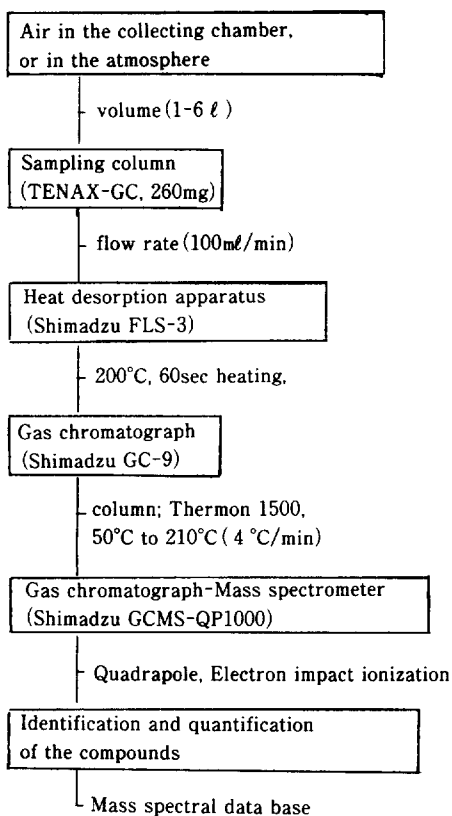 Air in the collecting chamber,
or in the atmosphere
volume (1-6 ℓ)
Sampling column
(TENAX-GC, 260mg)
flow rate (100mℓ/min)
Heat desorption apparatus
(Shimadzu FLS-3)
200°C, 60sec heating,
Gas chromatograph
(Shimadzu GC-9)
column; Thermon 1500,
50°C to 210°C (4 °C/min)
Gas chromatograph-Mass spectrometer
(Shimadzu GCMS-QP1000)
Quadrapole, Electron impact ionization
Identification and quantification
of the compounds
Mass spectral data base